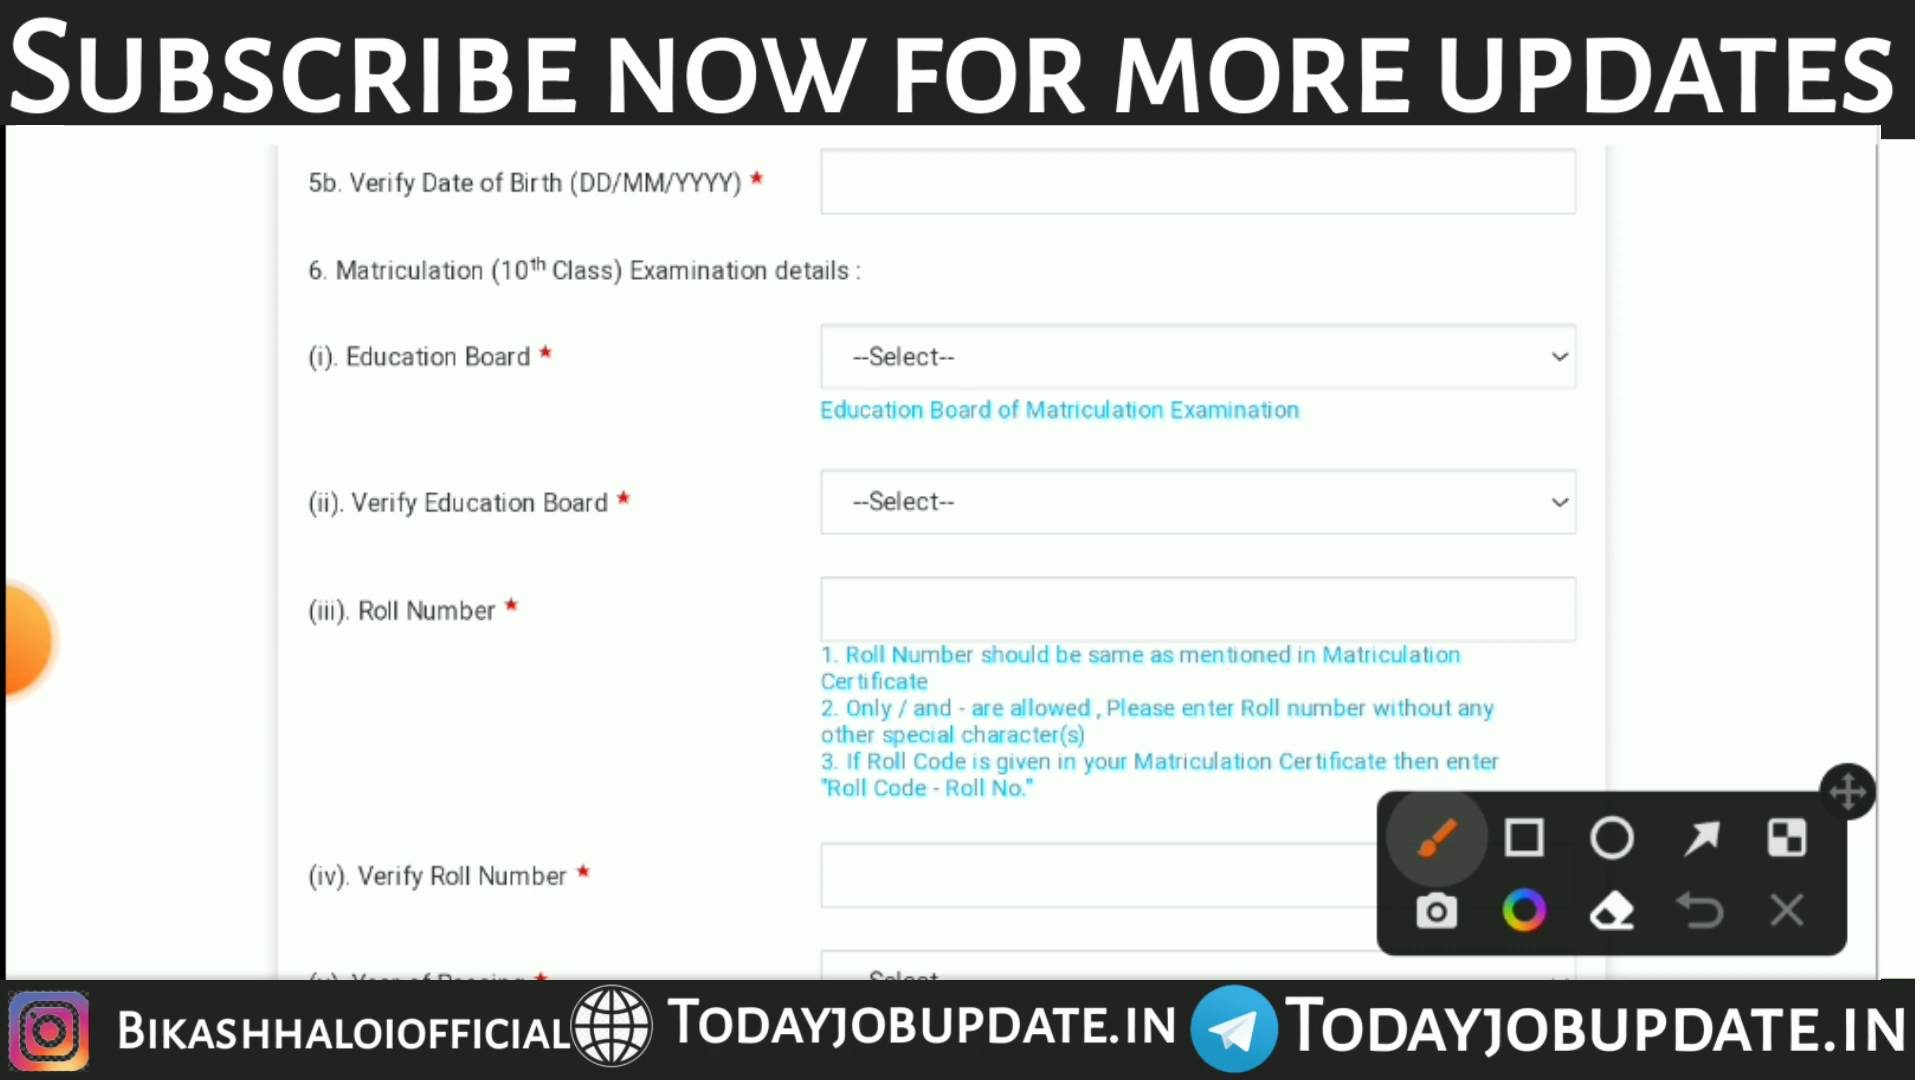 SUBSCRIBE NOW FOR MORE UPDATES
5b. Verify Date of Birth (DD/MM/YYYY) *
6. Matriculation (10th Class) Examination details :
(i). Education Board * --Select--
Education Board of Matriculation Examination
(ii). Verify Education Board * --Select--
(iii). Roll Number *
1. Roll Number should be same as mentioned in Matriculation
Certificate
2. Only / and - are allowed , Please enter Roll number without any
other special character(s)
3. If Roll Code is given in your Matriculation Certificate then enter
"Roll Code - Roll No."
(iv). Verify Roll Number *
(v). Year of Passing * --Select--
BIKASHHALOIOFFICIAL TODAYJOBUPDATE.IN TODAYJOBUPDATE.IN